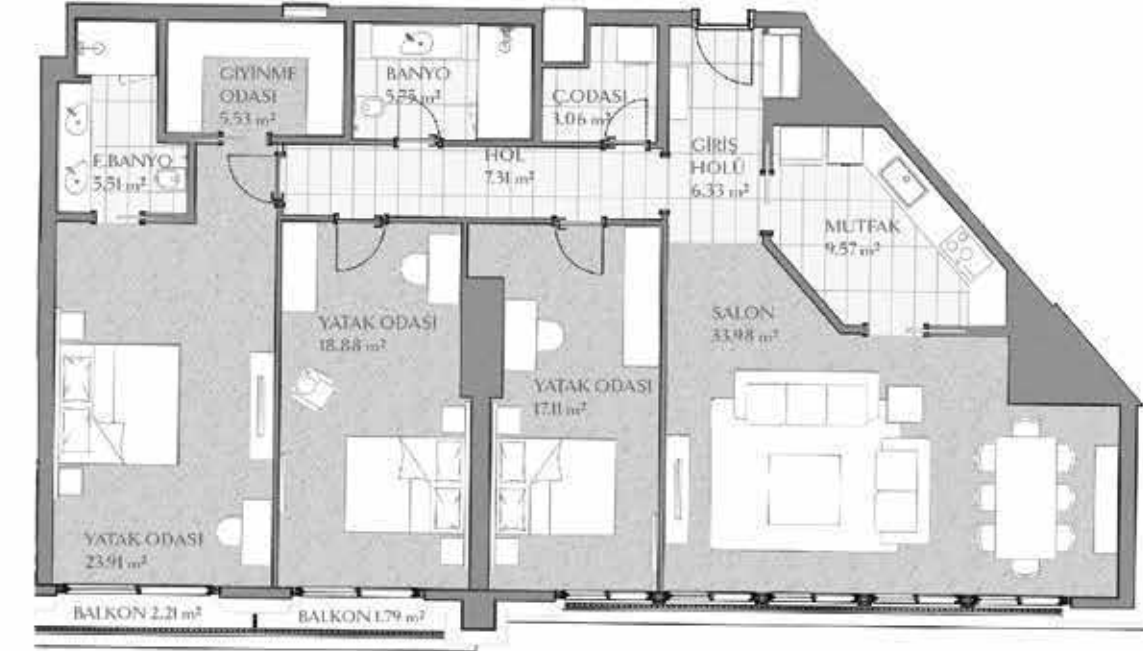 GİYİNME
ODASI
5.53 m²
BANYO
5.75 m²
Ç.ODASI
3.06 m²
E.BANYO
5.51 m²
HOL
7.31 m²
GİRİŞ
HOLÜ
6.33 m²
MUTFAK
9.57 m²
SALON
33.98 m²
YATAK ODASI
18.88 m²
YATAK ODASI
17.11 m²
YATAK ODASI
23.91 m²
BALKON 2.21 m²
BALKON 1.79 m²